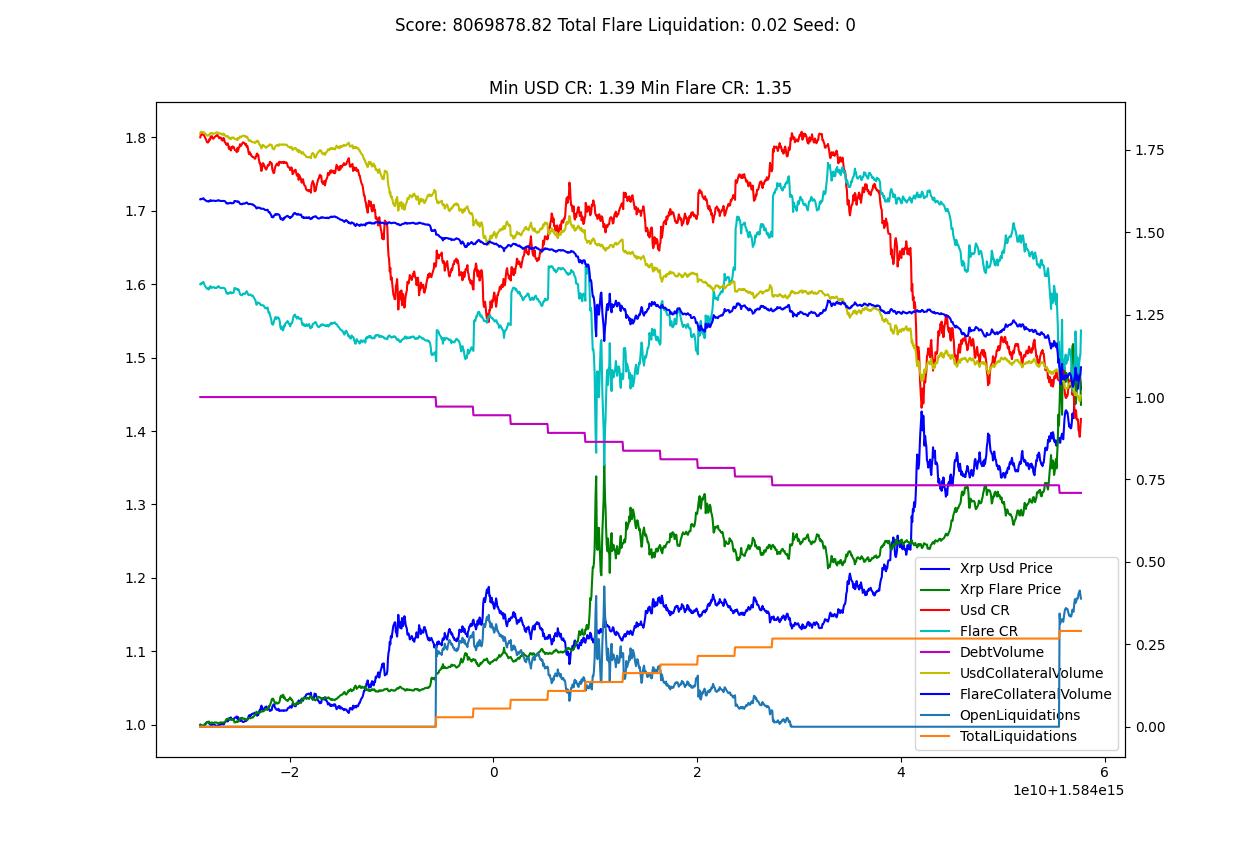 Score: 8069878.82 Total Flare Liquidation: 0.02 Seed: 0
Min USD CR: 1.39 Min Flare CR: 1.35
1.8
1.7
1.6
1.5
1.4
1.3
1.2
1.1
1.0
1.75
1.50
1.25
1.00
0.75
0.50
0.25
0.00
Xrp Usd Price
Xrp Flare Price
Usd CR
Flare CR
DebtVolume
UsdCollateralVolume
FlareCollateralVolume
OpenLiquidations
TotalLiquidations
−2 0 2 4 6
1e10+1.584e15